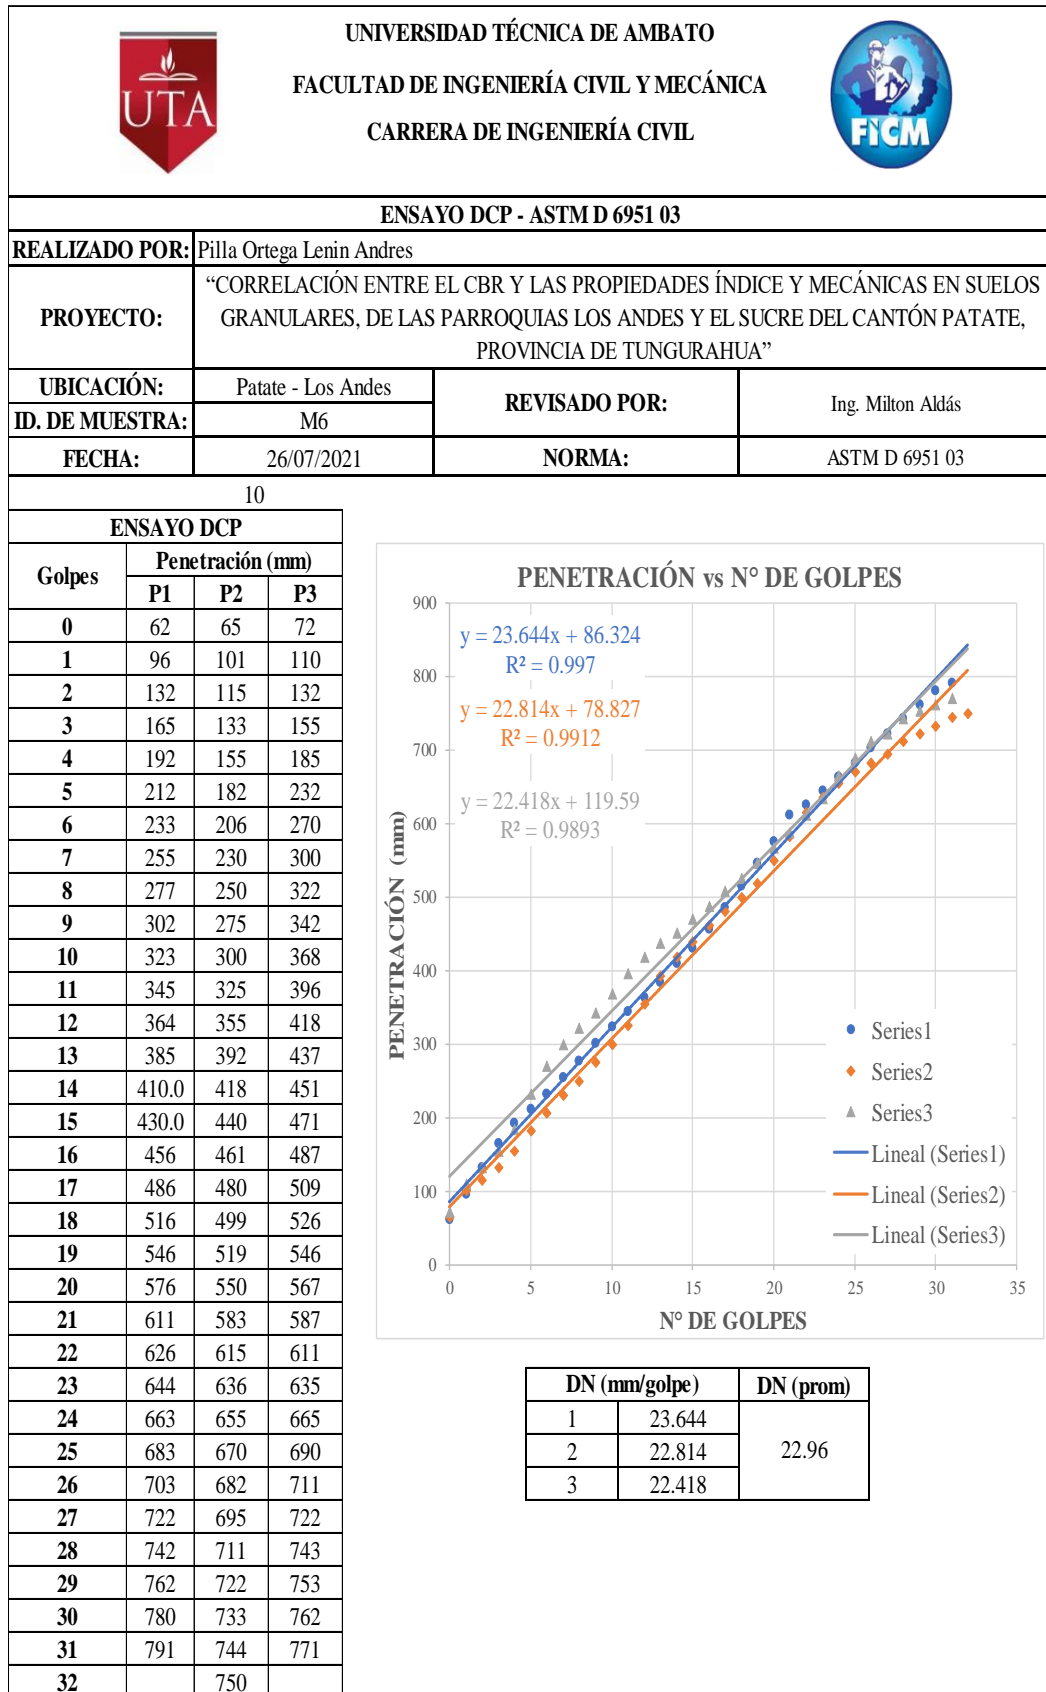 UNIVERSIDAD TÉCNICA DE AMBATO
FACULTAD DE INGENIERÍA CIVIL Y MECÁNICA
CARRERA DE INGENIERÍA CIVIL
UTA
FICM
ENSAYO DCP - ASTM D 6951 03
REALIZADO POR: Pilla Ortega Lenin Andres
PROYECTO:
“CORRELACIÓN ENTRE EL CBR Y LAS PROPIEDADES ÍNDICE Y MECÁNICAS EN SUELOS
GRANULARES, DE LAS PARROQUIAS LOS ANDES Y EL SUCRE DEL CANTÓN PATATE,
PROVINCIA DE TUNGURAHUA”
UBICACIÓN: Patate - Los Andes
ID. DE MUESTRA: M6
REVISADO POR: Ing. Milton Aldás
FECHA: 26/07/2021 NORMA: ASTM D 6951 03
10
ENSAYO DCP
Golpes Penetración (mm)
P1 P2 P3
0 62 65 72
1 96 101 110
2 132 115 132
3 165 133 155
4 192 155 185
5 212 182 232
6 233 206 270
7 255 230 300
8 277 250 322
9 302 275 342
10 323 300 368
11 345 325 396
12 364 355 418
13 385 392 437
14 410.0 418 451
15 430.0 440 471
16 456 461 487
17 486 480 509
18 516 499 526
19 546 519 546
20 576 550 567
21 611 583 587
22 626 615 611
23 644 636 635
24 663 655 665
25 683 670 690
26 703 682 711
27 722 695 722
28 742 711 743
29 762 722 753
30 780 733 762
31 791 744 771
32 750
PENETRACIÓN vs N° DE GOLPES
y = 23.644x + 86.324
R² = 0.997
y = 22.814x + 78.827
R² = 0.9912
y = 22.418x + 119.59
R² = 0.9893
PENETRACIÓN (mm)
900
800
700
600
500
400
300
200
100
0
0 5 10 15 20 25 30 35
N° DE GOLPES
Series1
Series2
Series3
Lineal (Series1)
Lineal (Series2)
Lineal (Series3)
DN (mm/golpe) DN (prom)
1 23.644
2 22.814 22.96
3 22.418